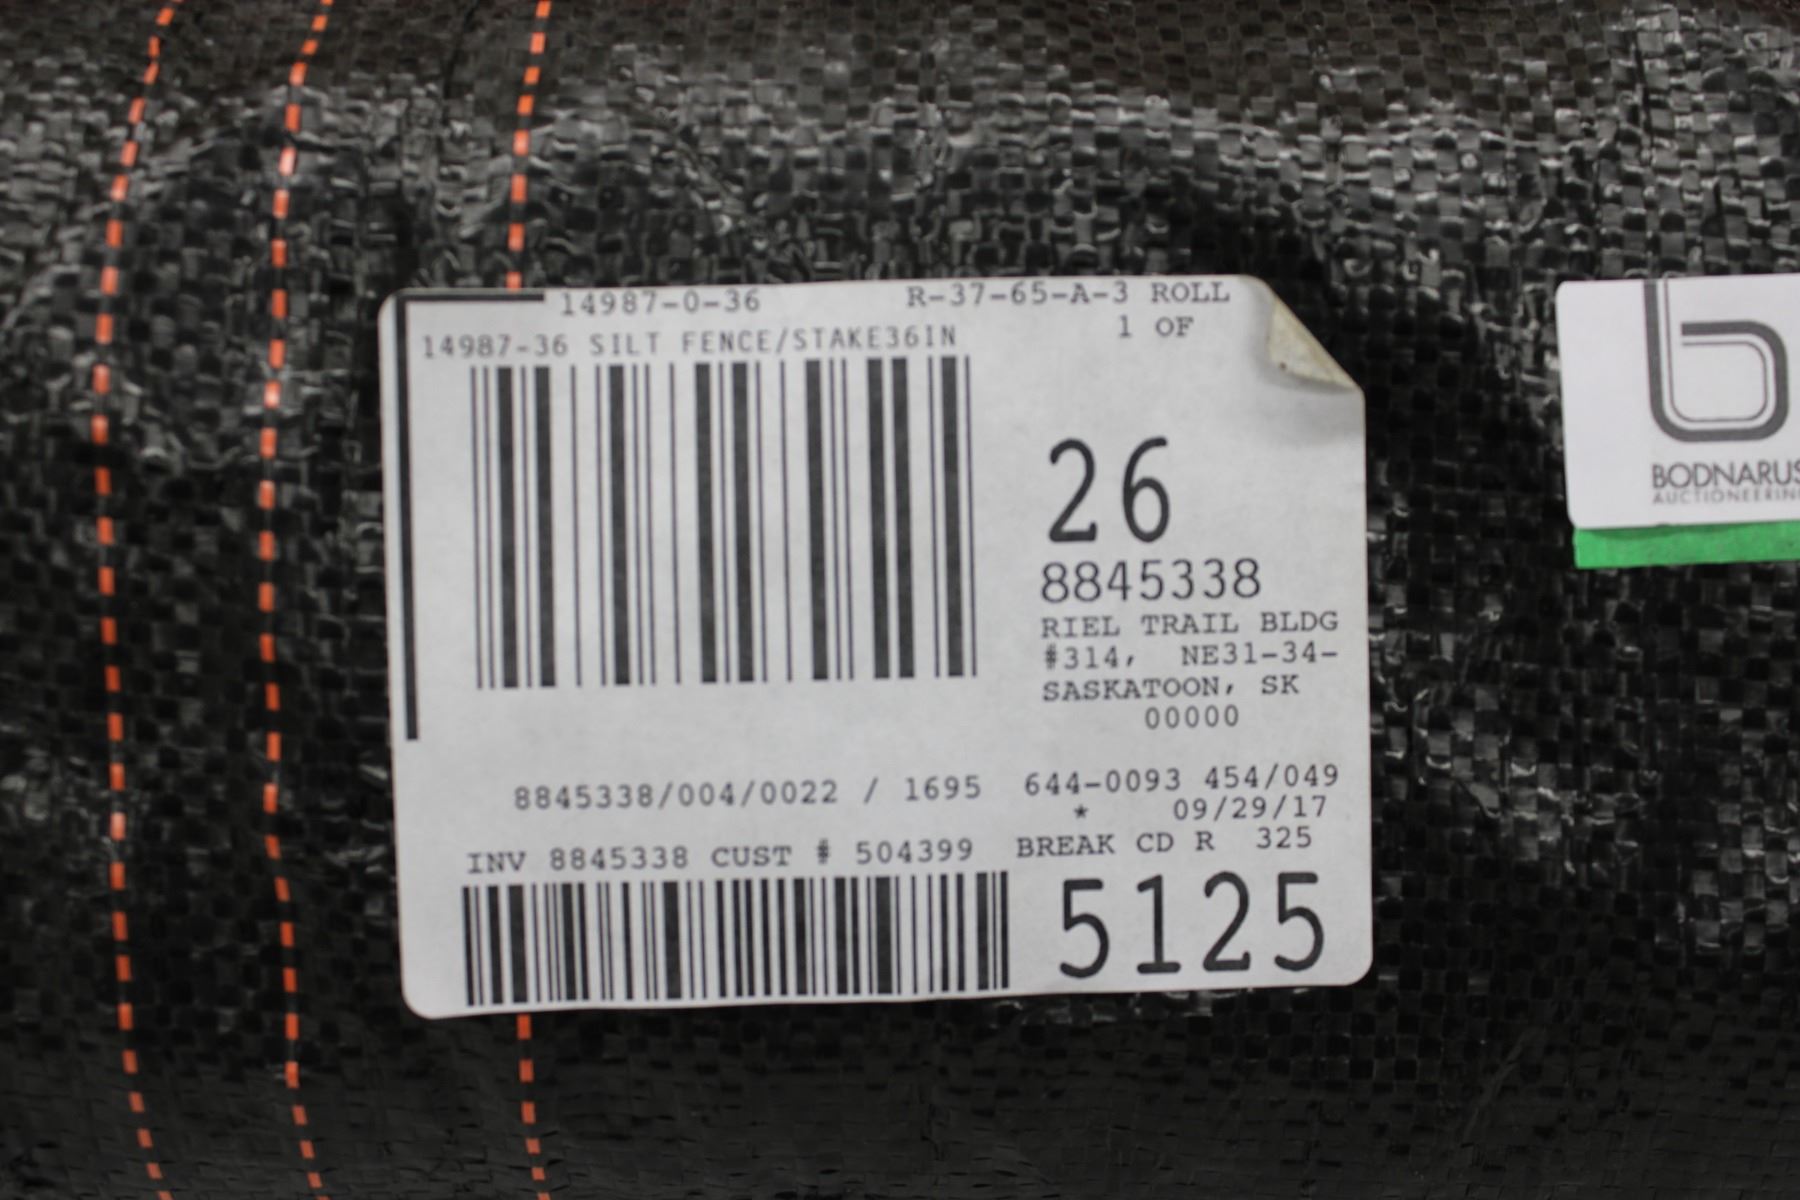 14987-0-36 R-37-65-A-3 ROLL
1 OF
14987-36 SILT FENCE/STAKE36IN
26
8845338
RIEL TRAIL BLDG
#314, NE31-34-
SASKATOON, SK
00000
8845338/004/0022 / 1695 644-0093 454/049
* 09/29/17
INV 8845338 CUST # 504399 BREAK CD R 325
5125
b
BODNARUS
AUCTIONEERIN